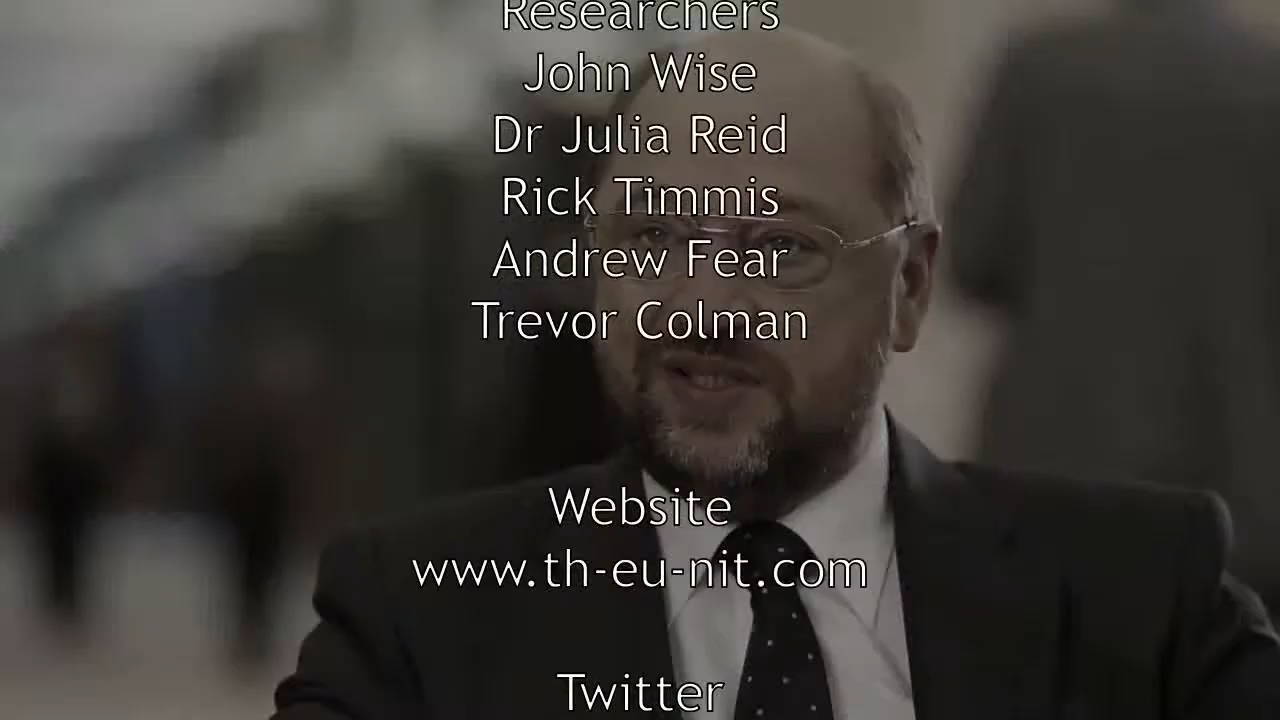 Researchers
John Wise
Dr Julia Reid
Rick Timmis
Andrew Fear
Trevor Colman
Website
www.th-eu-nit.com
Twitter